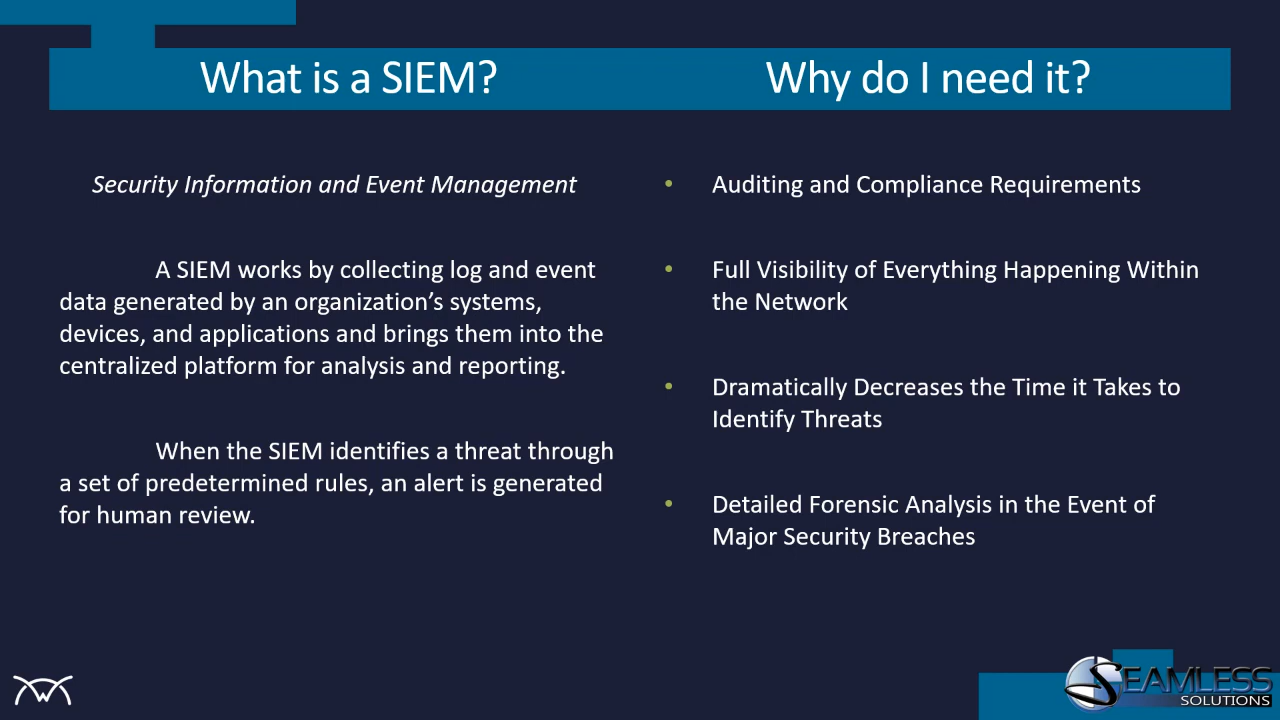 What is a SIEM?
Why do I need it?
Security Information and Event Management
A SIEM works by collecting log and event
data generated by an organization’s systems,
devices, and applications and brings them into the
centralized platform for analysis and reporting.
When the SIEM identifies a threat through
a set of predetermined rules, an alert is generated
for human review.
• Auditing and Compliance Requirements
• Full Visibility of Everything Happening Within
the Network
• Dramatically Decreases the Time it Takes to
Identify Threats
• Detailed Forensic Analysis in the Event of
Major Security Breaches
SEAMLESS
SOLUTIONS